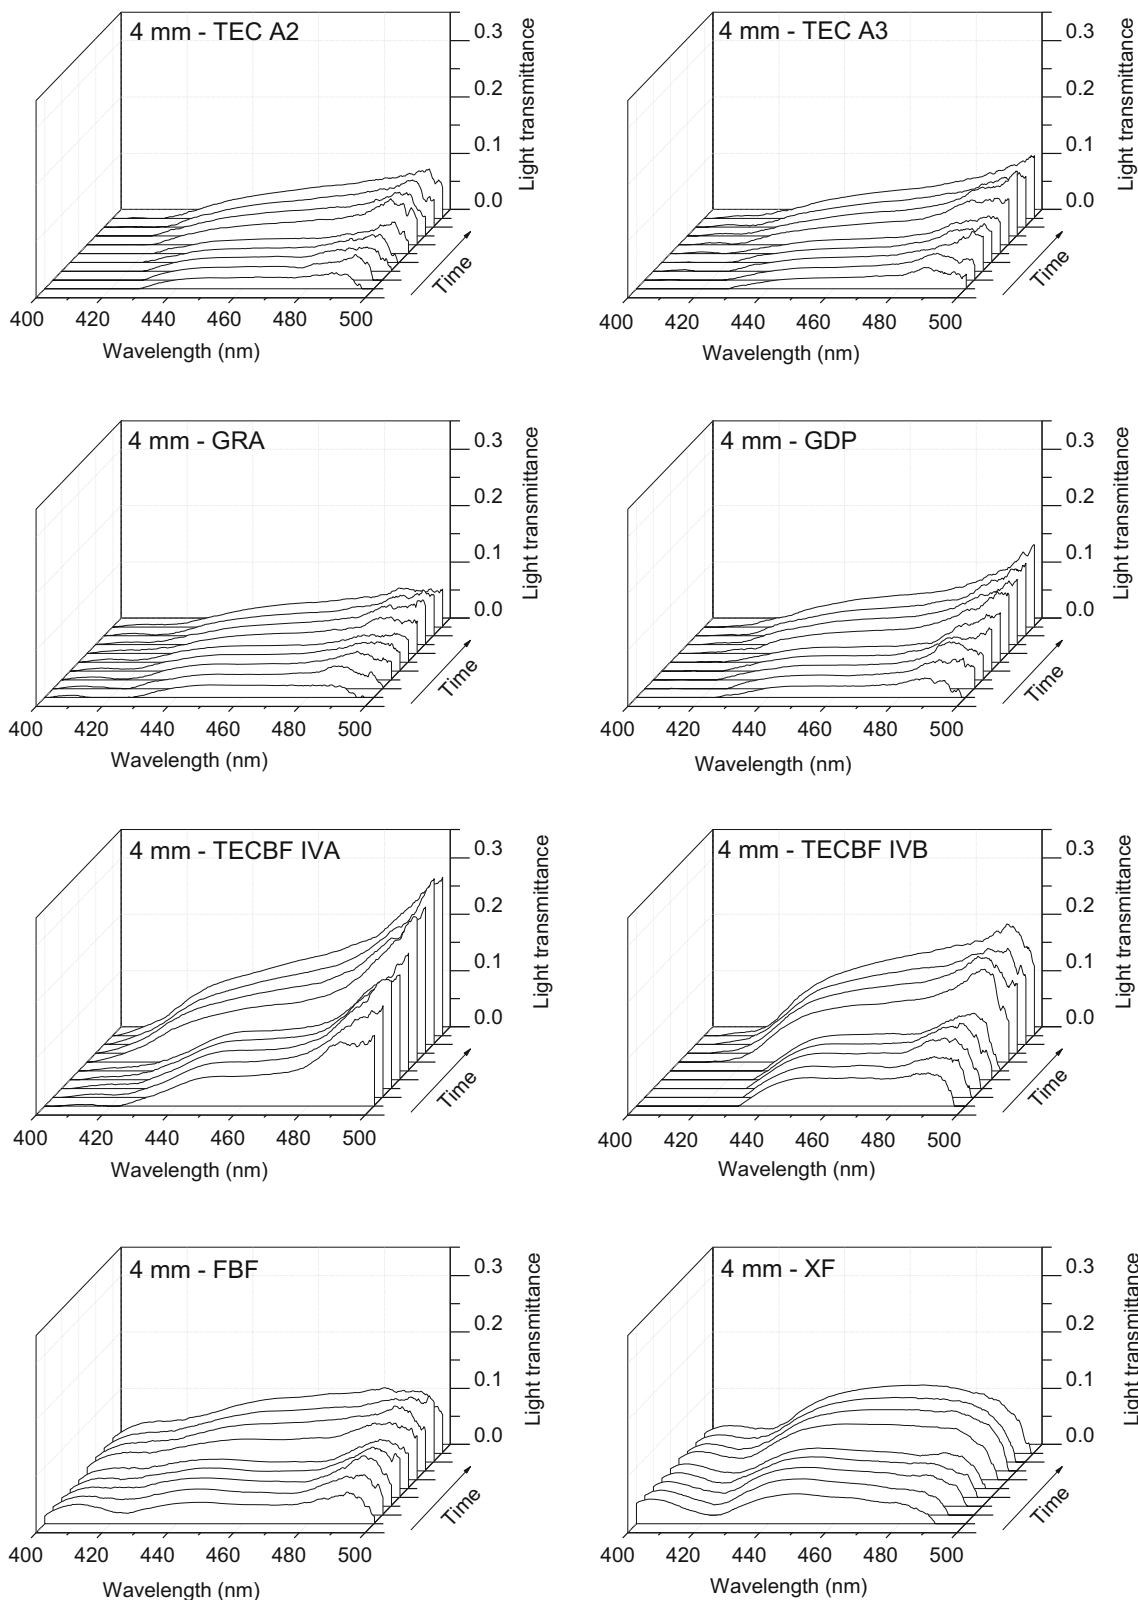 4 mm - TEC A2
0.3
0.2
0.1
0.0
Light transmittance
Time
400 420 440 460 480 500
Wavelength (nm)
4 mm - TEC A3
0.3
0.2
0.1
0.0
Light transmittance
Time
400 420 440 460 480 500
Wavelength (nm)
4 mm - GRA
0.3
0.2
0.1
0.0
Light transmittance
Time
400 420 440 460 480 500
Wavelength (nm)
4 mm - GDP
0.3
0.2
0.1
0.0
Light transmittance
Time
400 420 440 460 480 500
Wavelength (nm)
4 mm - TECBF IVA
0.3
0.2
0.1
0.0
Light transmittance
Time
400 420 440 460 480 500
Wavelength (nm)
4 mm - TECBF IVB
0.3
0.2
0.1
0.0
Light transmittance
Time
400 420 440 460 480 500
Wavelength (nm)
4 mm - FBF
0.3
0.2
0.1
0.0
Light transmittance
Time
400 420 440 460 480 500
Wavelength (nm)
4 mm - XF
0.3
0.2
0.1
0.0
Light transmittance
Time
400 420 440 460 480 500
Wavelength (nm)